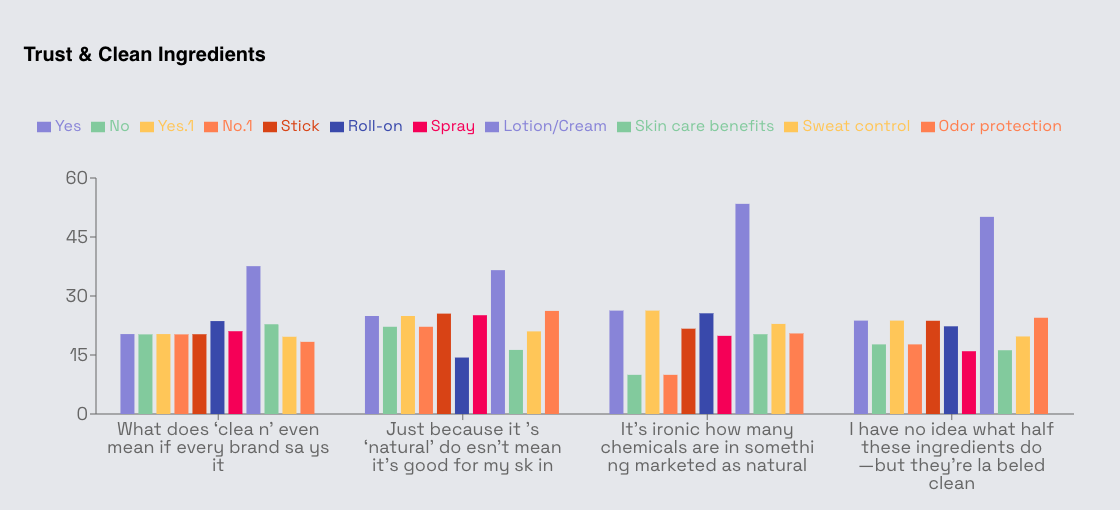 Trust & Clean Ingredients
Yes No Yes.1 No.1 Stick Roll-on Spray Lotion/Cream Skin care benefits Sweat control Odor protection
60
45
30
15
0
What does ‘clea n’ even
mean if every brand sa ys
it
Just because it ’s
‘natural’ do esn’t mean
it’s good for my sk in
It’s ironic how many
chemicals are in somethi
ng marketed as natural
I have no idea what half
these ingredients do
—but they’re la beled
clean